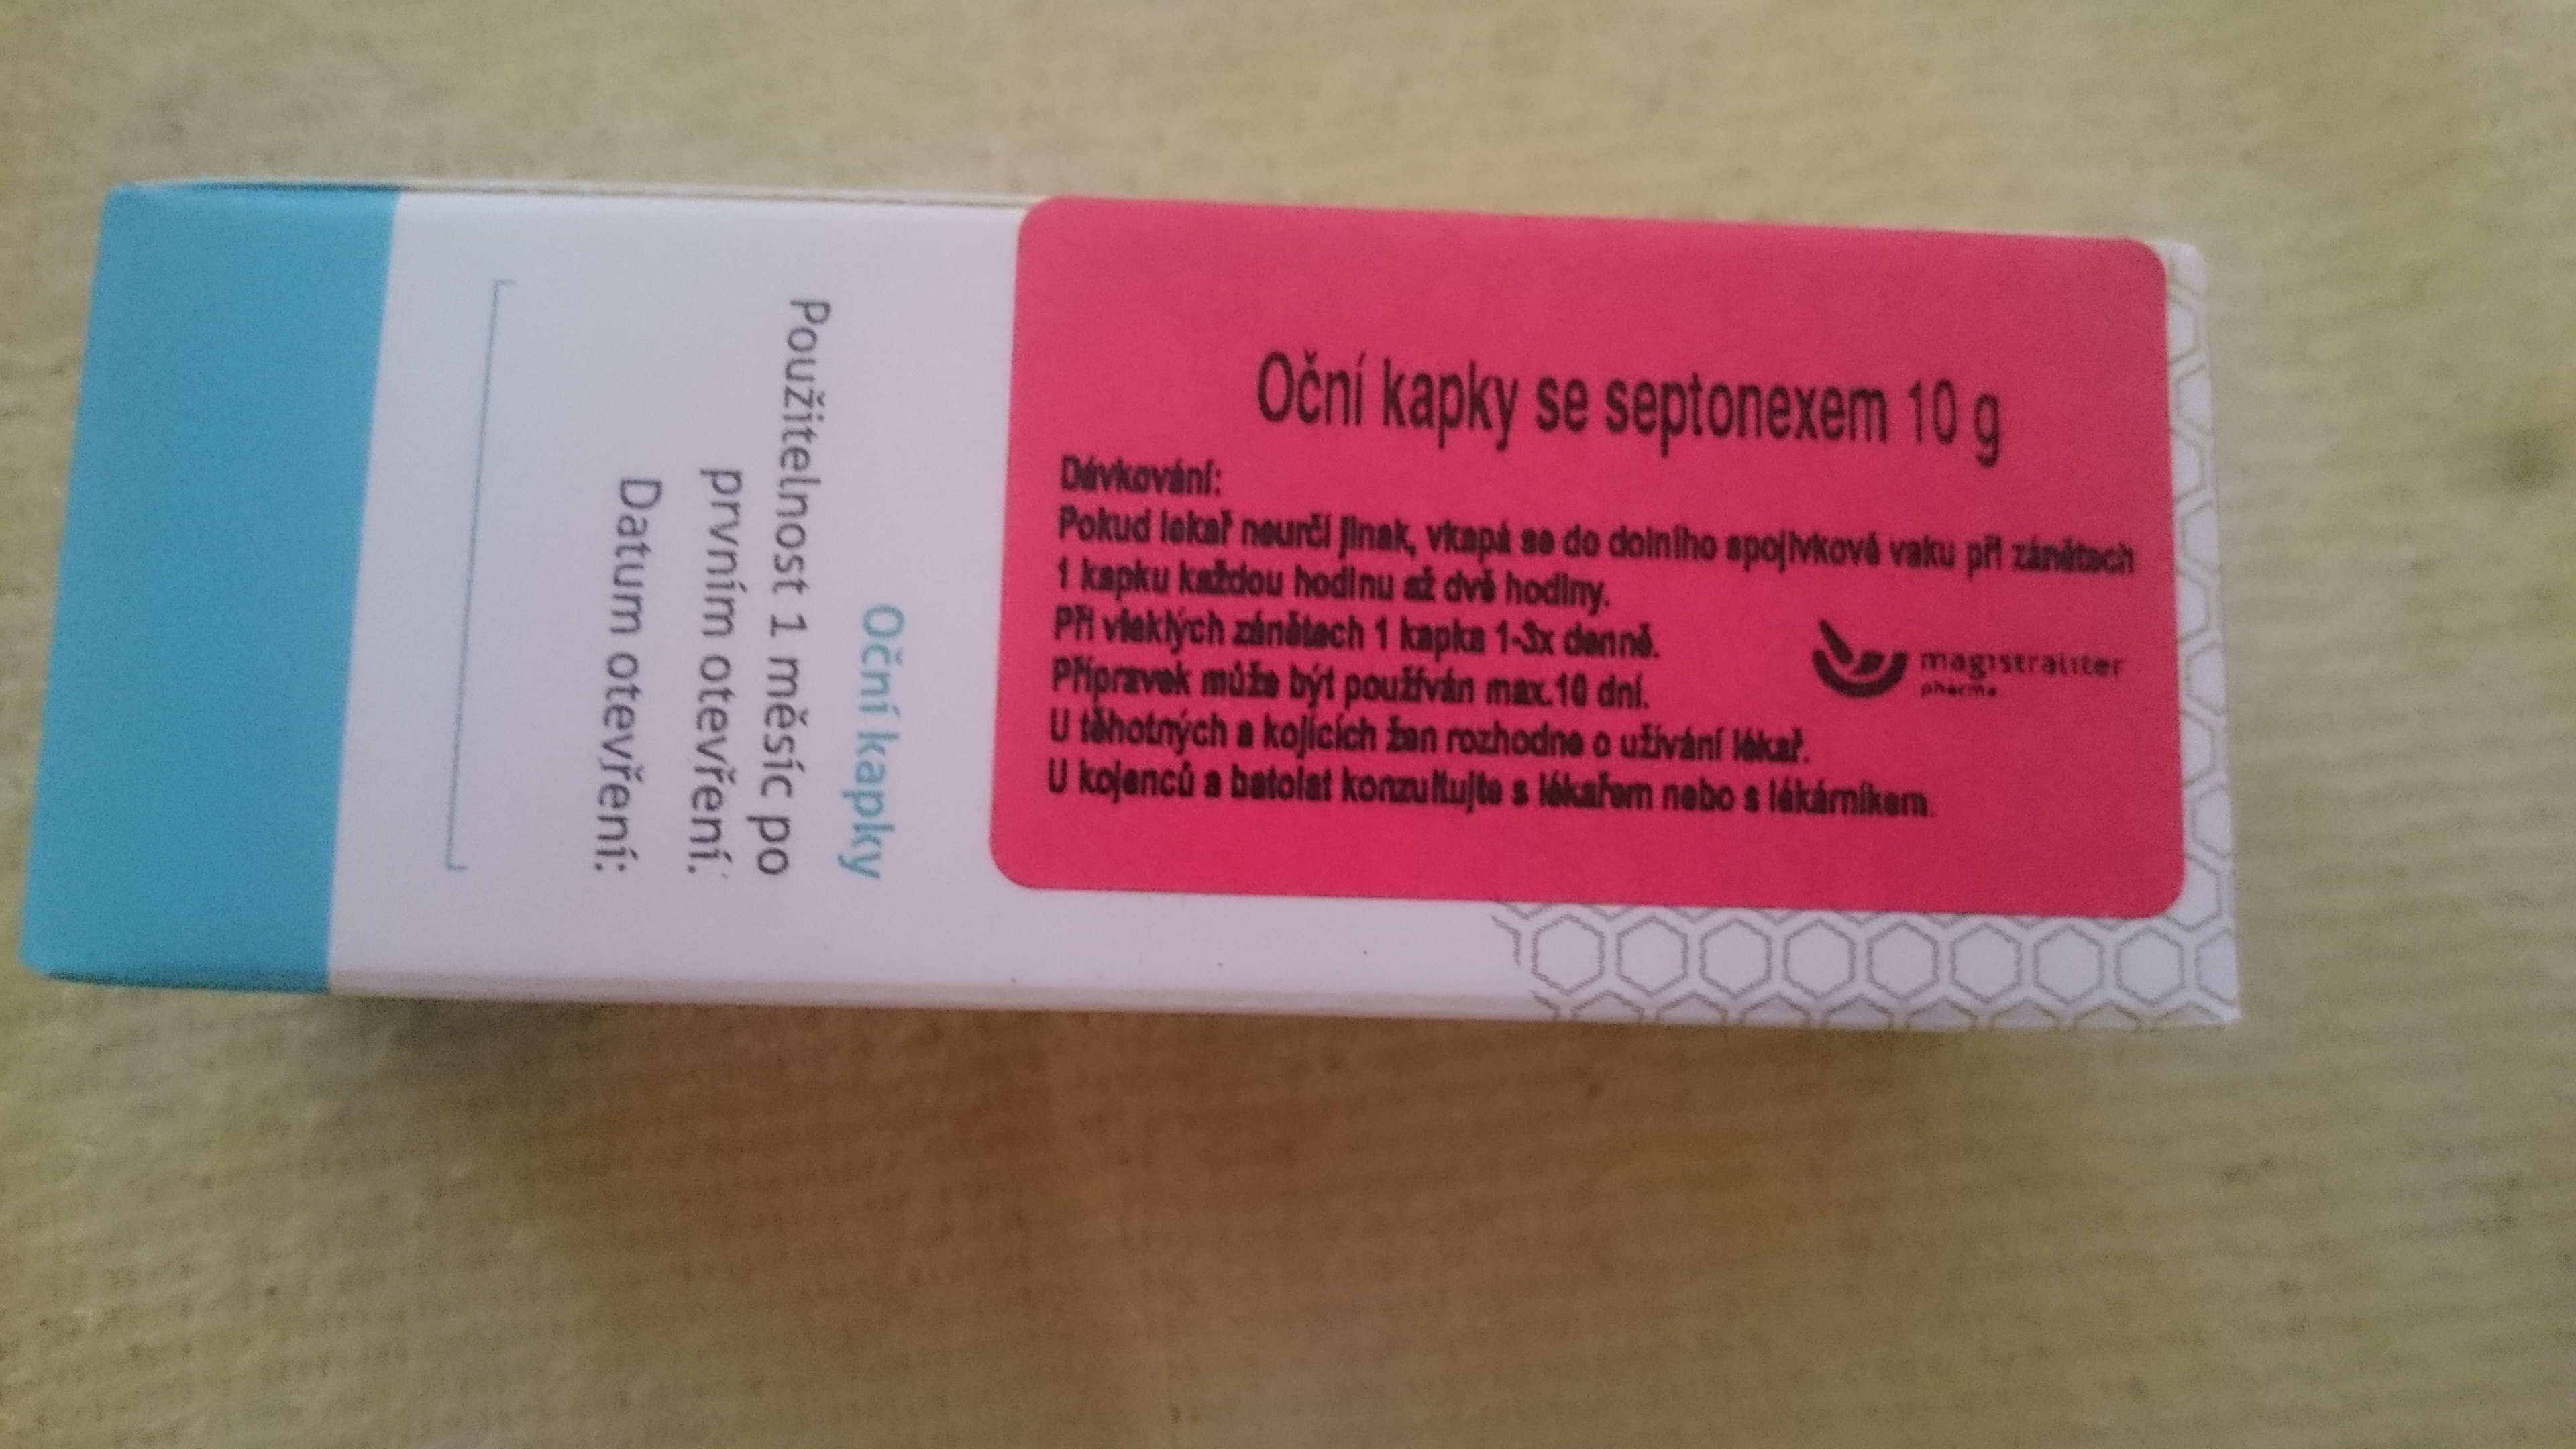 Oční kapky se septonexem 10 g
Dávkování:
Pokud lekař neurčí jinak, vkapá se do dolního spojivkové vaku při zánětech
1 kapku každou hodinu až dvě hodiny.
Při vleklých zánětech 1 kapka 1-3x denně.
Přípravek může být používán max.10 dní.
U těhotných a kojících žen rozhodne o užívání lékař.
U kojenců a batolat konzultujte s lékařem nebo s lékárníkem.
magistraliter
pharma
Oční kapky
Použitelnost 1 měsíc po
prvním otevření.
Datum otevření: